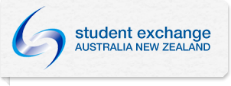 student exchange
AUSTRALIA NEW ZEALAND